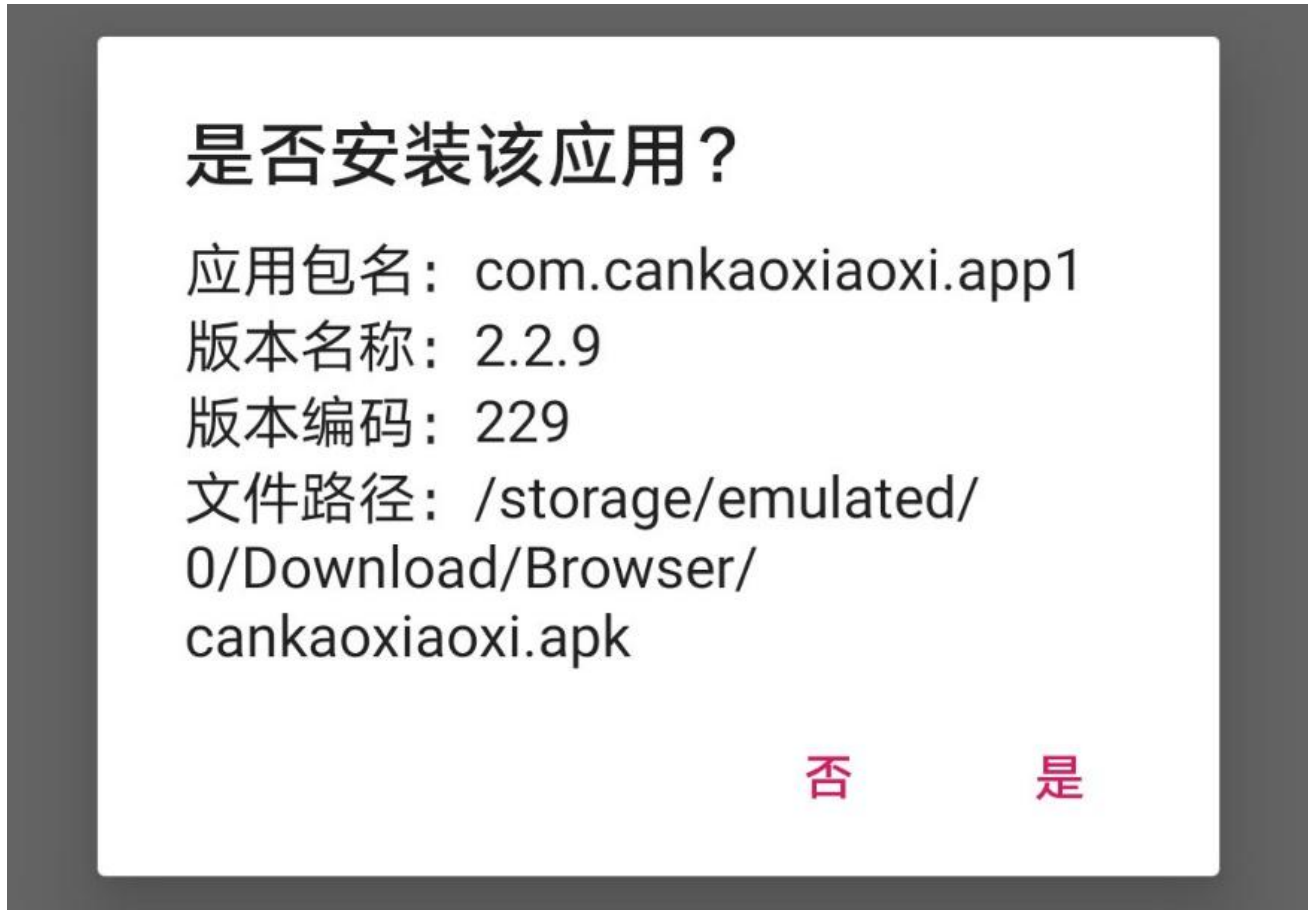 是否安装该应用？
应用包名：com.cankaoxiaoxi.app1
版本名称：2.2.9
版本编码：229
文件路径：/storage/emulated/
0/Download/Browser/
cankaoxiaoxi.apk
否 是